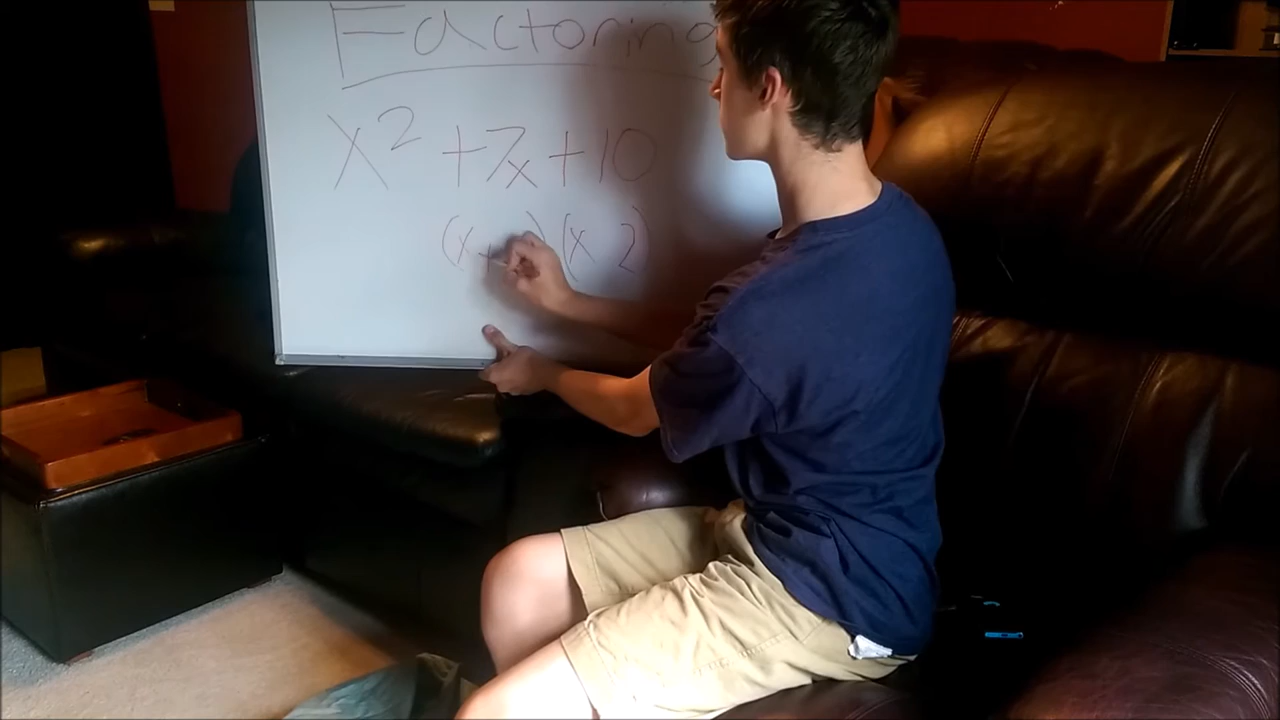 Factoring
x² + 7x + 10
(x + ) (x 2)